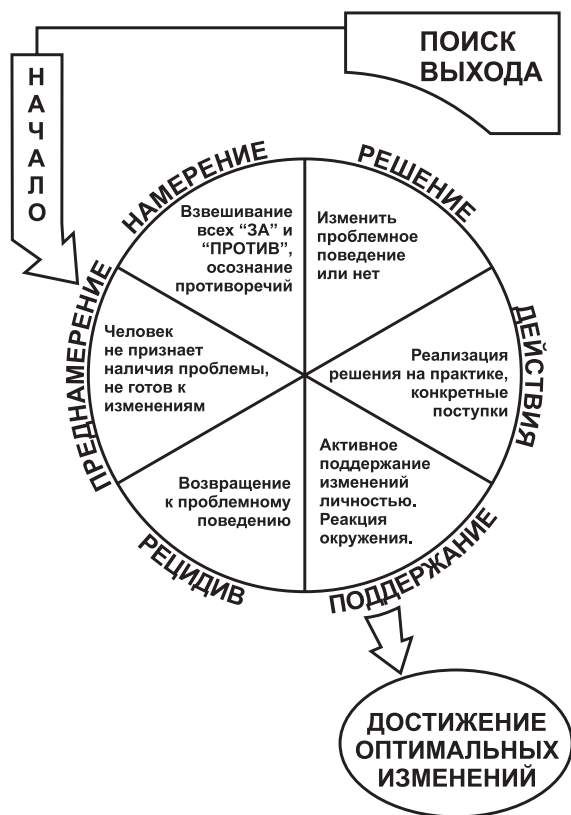 ПОИСК
ВЫХОДА
НАЧАЛО
НАМЕРЕНИЕ
Взвешивание
всех “ЗА” и
“ПРОТИВ”,
осознание
противоречий
РЕШЕНИЕ
Изменить
проблемное
поведение
или нет
ПРЕДНАМЕРЕНИЕ
Человек
не признает
наличия проблемы,
не готов к
изменениям
ДЕЙСТВИЯ
Реализация
решения на практике,
конкретные
поступки
РЕЦИДИВ
Возвращение
к проблемному
поведению
ПОДДЕРЖАНИЕ
Активное
поддержание
изменений
личностью.
Реакция
окружения.
ДОСТИЖЕНИЕ
ОПТИМАЛЬНЫХ
ИЗМЕНЕНИЙ